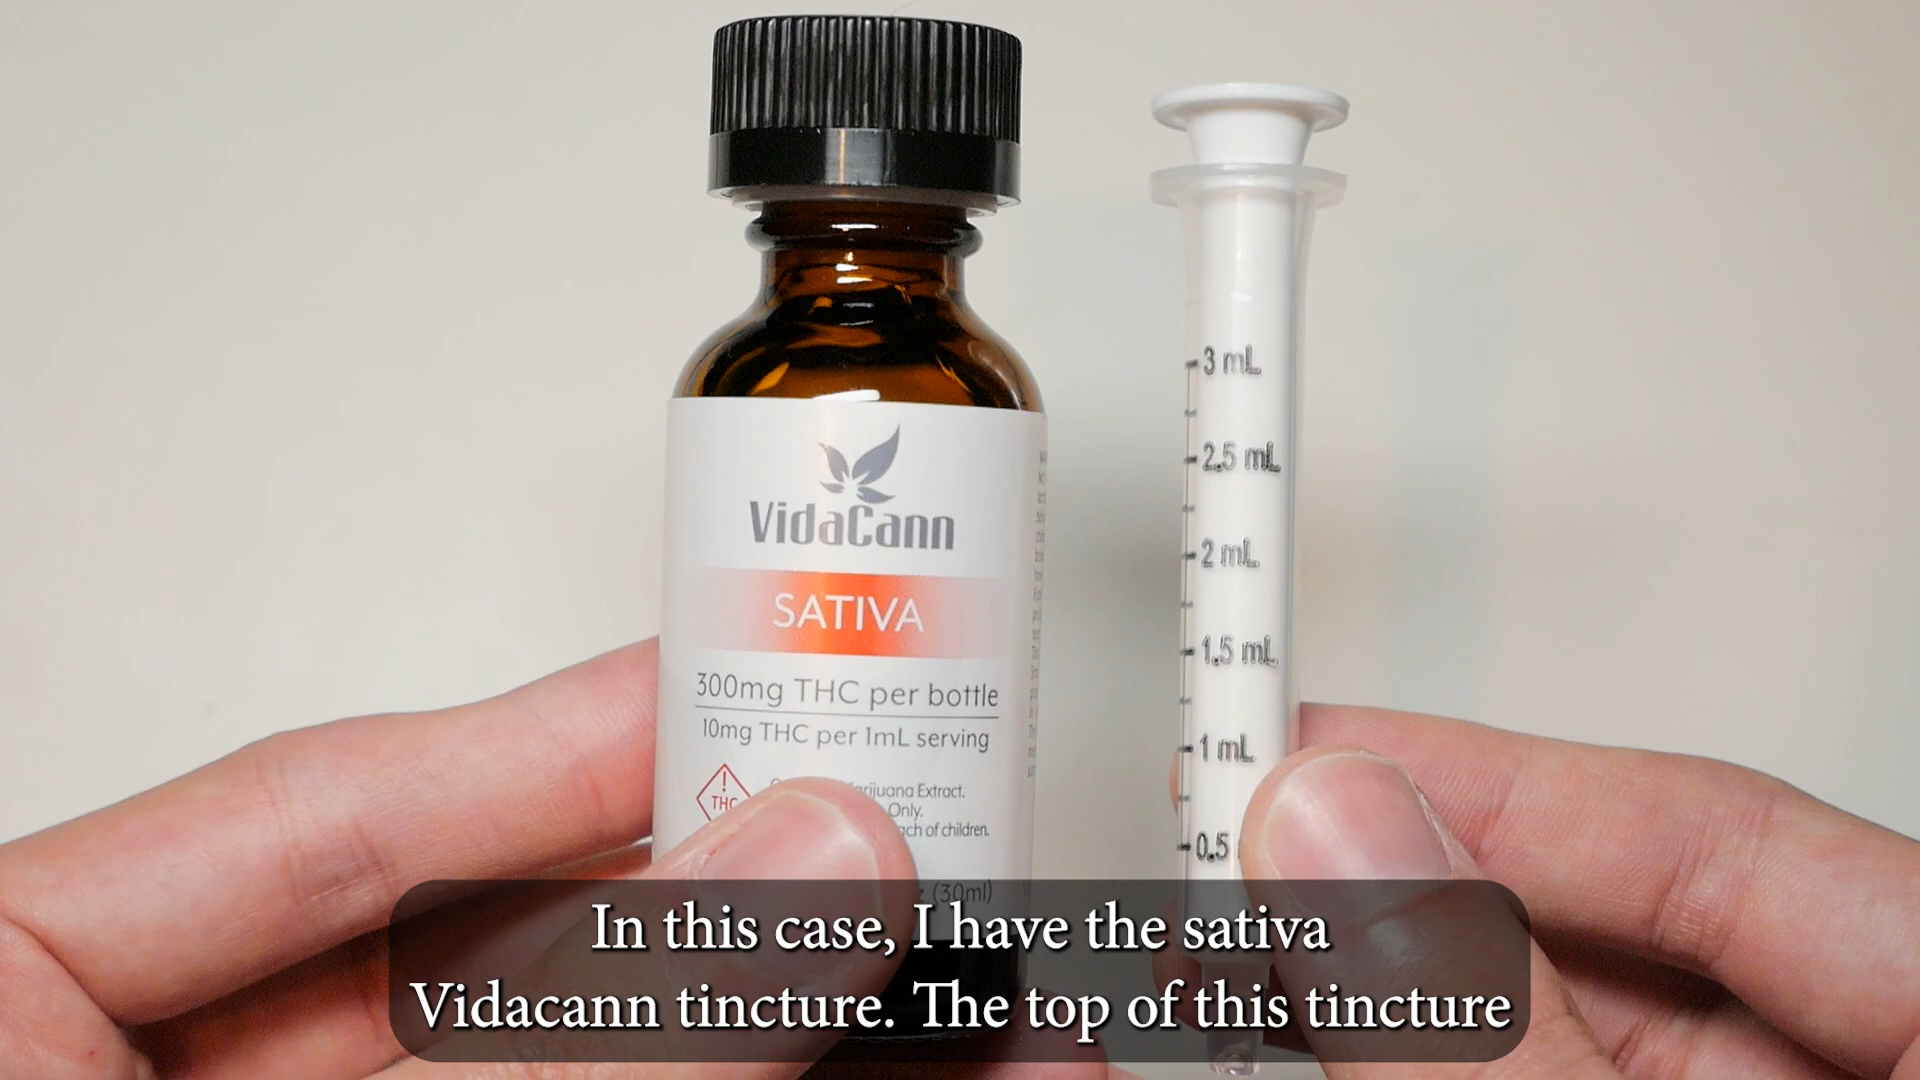 VidaCann
SATIVA
300mg THC per bottle
10mg THC per 1mL serving
!
THC
arijuana Extract.
Only.
ach of children.
(30ml)
3 mL
2.5 mL
2 mL
1.5 mL
1 mL
0.5
In this case, I have the sativa
Vidacann tincture. The top of this tincture